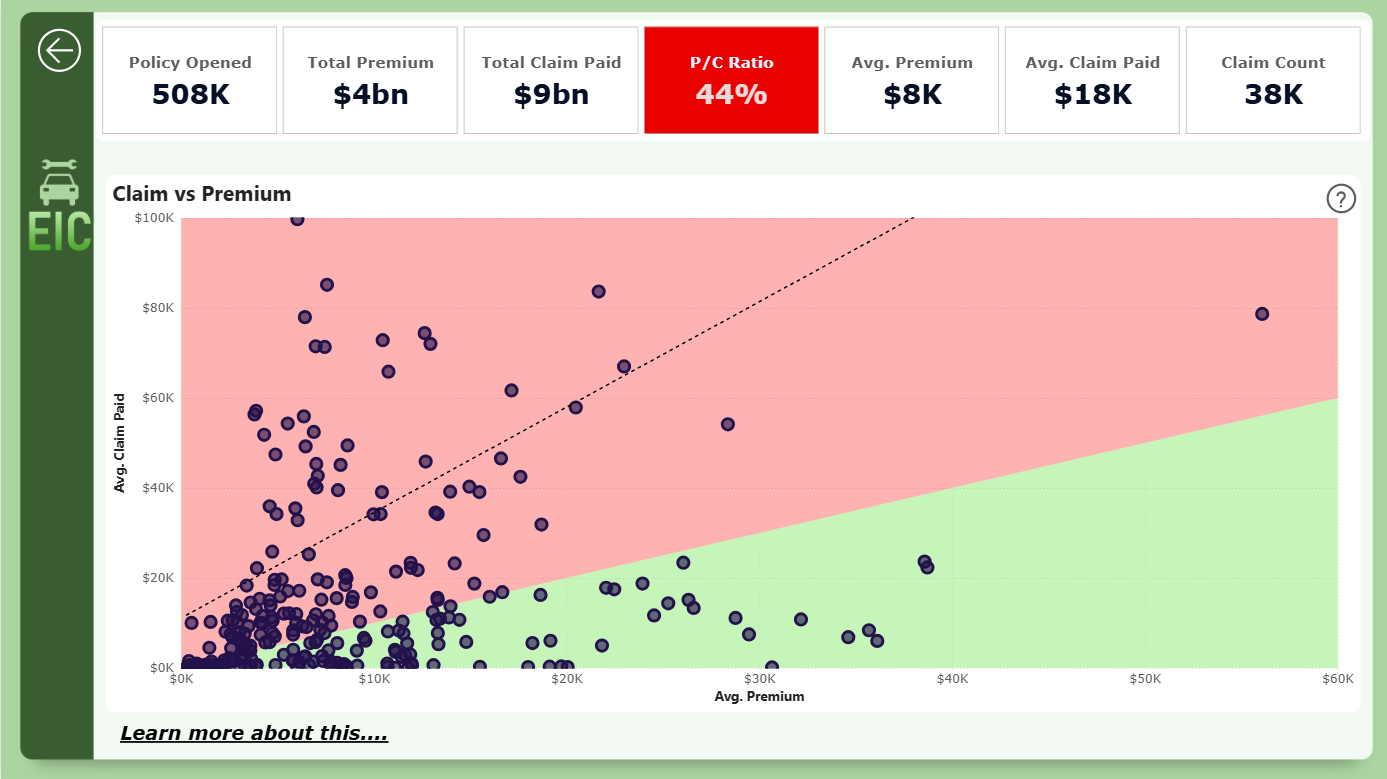 Policy Opened
508K
Total Premium
$4bn
Total Claim Paid
$9bn
P/C Ratio
44%
Avg. Premium
$8K
Avg. Claim Paid
$18K
Claim Count
38K
EIC
Claim vs Premium
?
Avg. Claim Paid
$100K
$80K
$60K
$40K
$20K
$0K
$0K
$10K
$20K
$30K
$40K
$50K
$60K
Avg. Premium
Learn more about this....